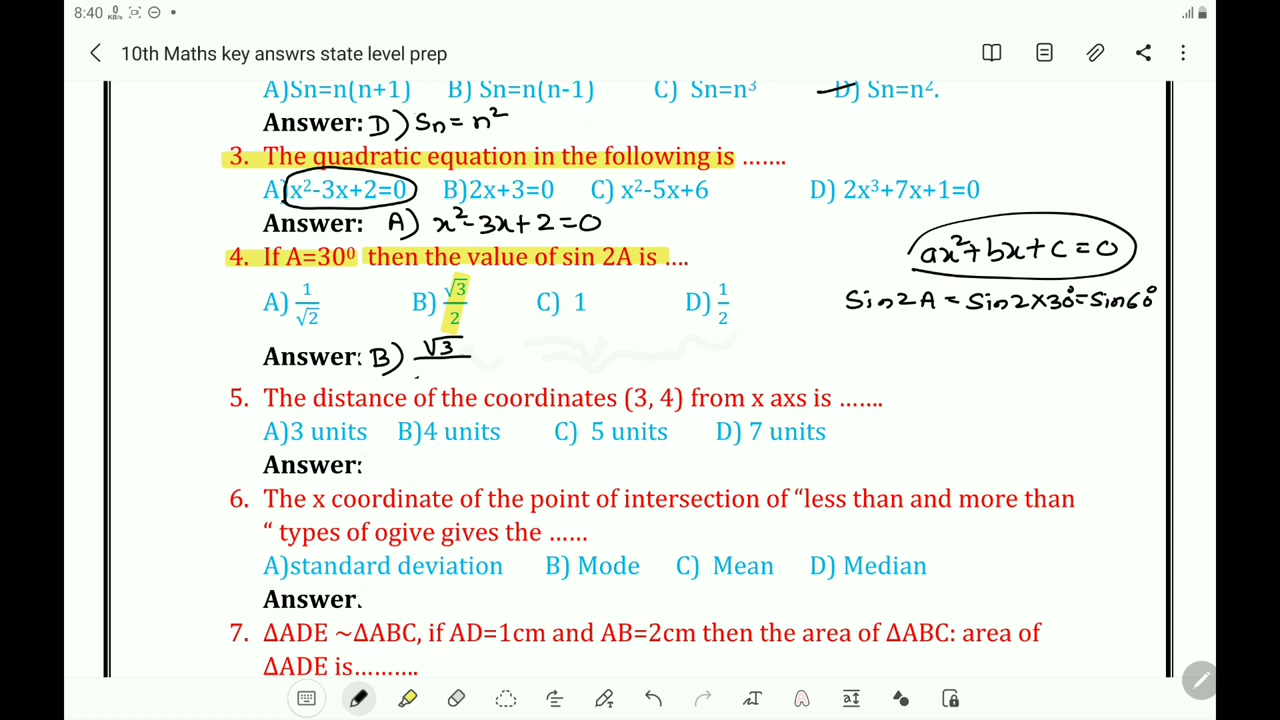 8:40 0 KB/s
10th Maths key answrs state level prep
A)Sn=n(n+1) B) Sn=n(n-1) C) Sn=n³ D) Sn=n².
Answer: D) Sn = n²
3. The quadratic equation in the following is .......
A)x²-3x+2=0 B)2x+3=0 C) x²-5x+6 D) 2x³+7x+1=0
Answer: A) x²-3x+2=0
ax²+bx+c=0
4. If A=30⁰ then the value of sin 2A is ....
A) 1/√2 B) √3/2 C) 1 D) 1/2
Sin2A = Sin2×30° = Sin60°
Answer: B) √3
5. The distance of the coordinates (3, 4) from x axs is .......
A)3 units B)4 units C) 5 units D) 7 units
Answer:
6. The x coordinate of the point of intersection of “less than and more than
“ types of ogive gives the ......
A)standard deviation B) Mode C) Mean D) Median
Answer.
7. ∆ADE ~∆ABC, if AD=1cm and AB=2cm then the area of ∆ABC: area of
∆ADE is..........